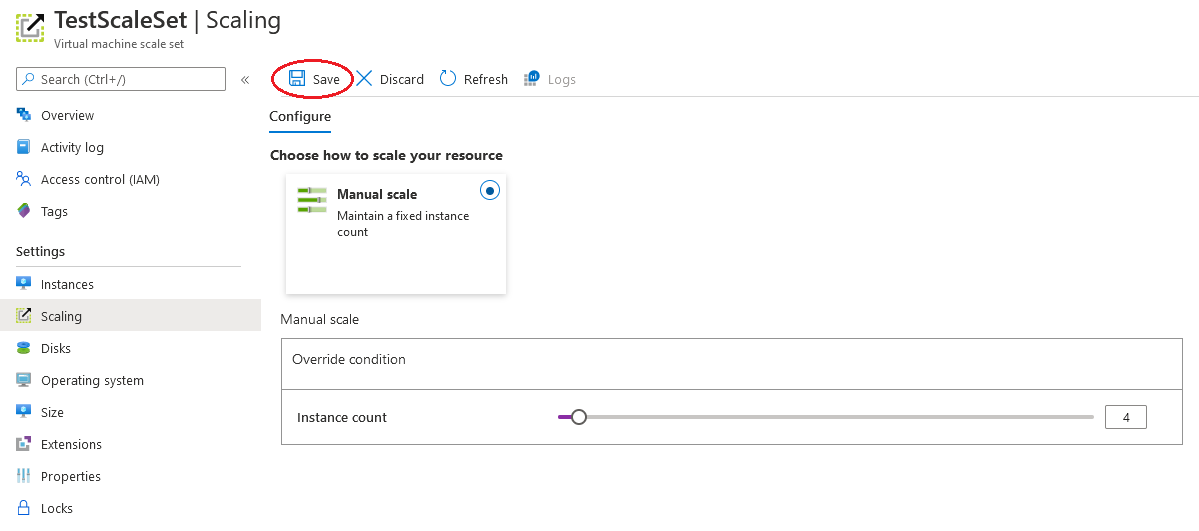 TestScaleSet | Scaling
Virtual machine scale set
Search (Ctrl+/)
«
Save
Discard
Refresh
Logs
Overview
Activity log
Access control (IAM)
Tags
Settings
Instances
Scaling
Disks
Operating system
Size
Extensions
Properties
Locks
Configure
Choose how to scale your resource
Manual scale
Maintain a fixed instance
count
Manual scale
Override condition
Instance count
4